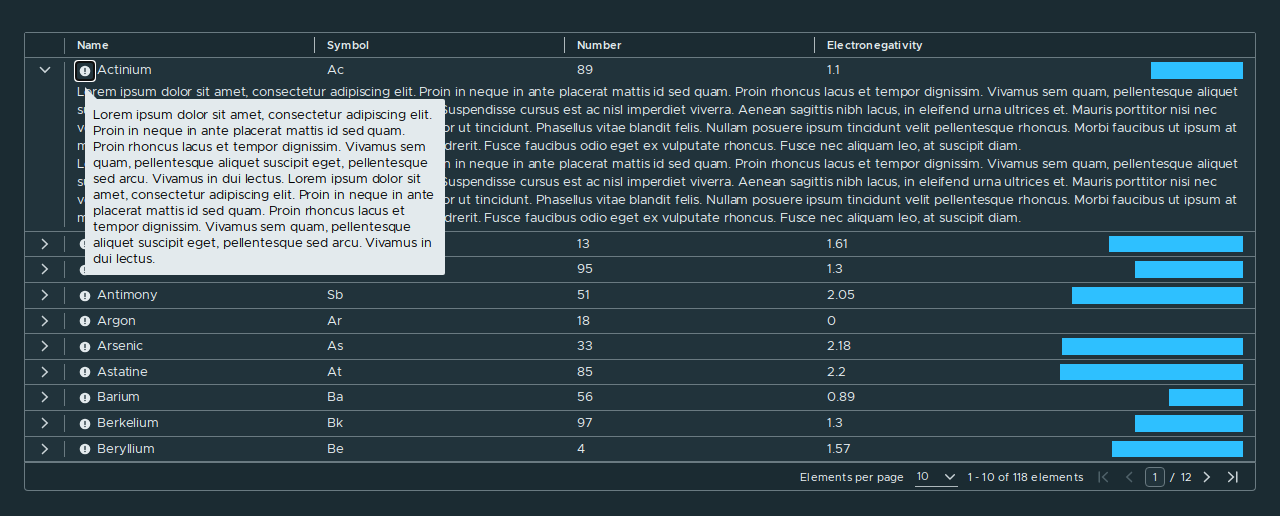 Name Symbol Number Electronegativity
Actinium Ac 89 1.1
Lorem ipsum dolor sit amet, consectetur adipiscing elit. Proin in neque in ante placerat mattis id sed quam. Proin rhoncus lacus et tempor dignissim. Vivamus sem quam, pellentesque aliquet
Suspendisse cursus est ac nisl imperdiet viverra. Aenean sagittis nibh lacus, in eleifend urna ultrices et. Mauris porttitor nisi nec
or ut tincidunt. Phasellus vitae blandit felis. Nullam posuere ipsum tincidunt velit pellentesque rhoncus. Morbi faucibus ut ipsum at
drerit. Fusce faucibus odio eget ex vulputate rhoncus. Fusce nec aliquam leo, at suscipit diam.
in neque in ante placerat mattis id sed quam. Proin rhoncus lacus et tempor dignissim. Vivamus sem quam, pellentesque aliquet
Suspendisse cursus est ac nisl imperdiet viverra. Aenean sagittis nibh lacus, in eleifend urna ultrices et. Mauris porttitor nisi nec
or ut tincidunt. Phasellus vitae blandit felis. Nullam posuere ipsum tincidunt velit pellentesque rhoncus. Morbi faucibus ut ipsum at
drerit. Fusce faucibus odio eget ex vulputate rhoncus. Fusce nec aliquam leo, at suscipit diam.
Lorem ipsum dolor sit amet, consectetur adipiscing elit.
Proin in neque in ante placerat mattis id sed quam.
Proin rhoncus lacus et tempor dignissim. Vivamus sem
quam, pellentesque aliquet suscipit eget, pellentesque
sed arcu. Vivamus in dui lectus. Lorem ipsum dolor sit
amet, consectetur adipiscing elit. Proin in neque in ante
placerat mattis id sed quam. Proin rhoncus lacus et
tempor dignissim. Vivamus sem quam, pellentesque
aliquet suscipit eget, pellentesque sed arcu. Vivamus in
dui lectus.
13 1.61
95 1.3
Antimony Sb 51 2.05
Argon Ar 18 0
Arsenic As 33 2.18
Astatine At 85 2.2
Barium Ba 56 0.89
Berkelium Bk 97 1.3
Beryllium Be 4 1.57
Elements per page 10 1 - 10 of 118 elements 1 / 12